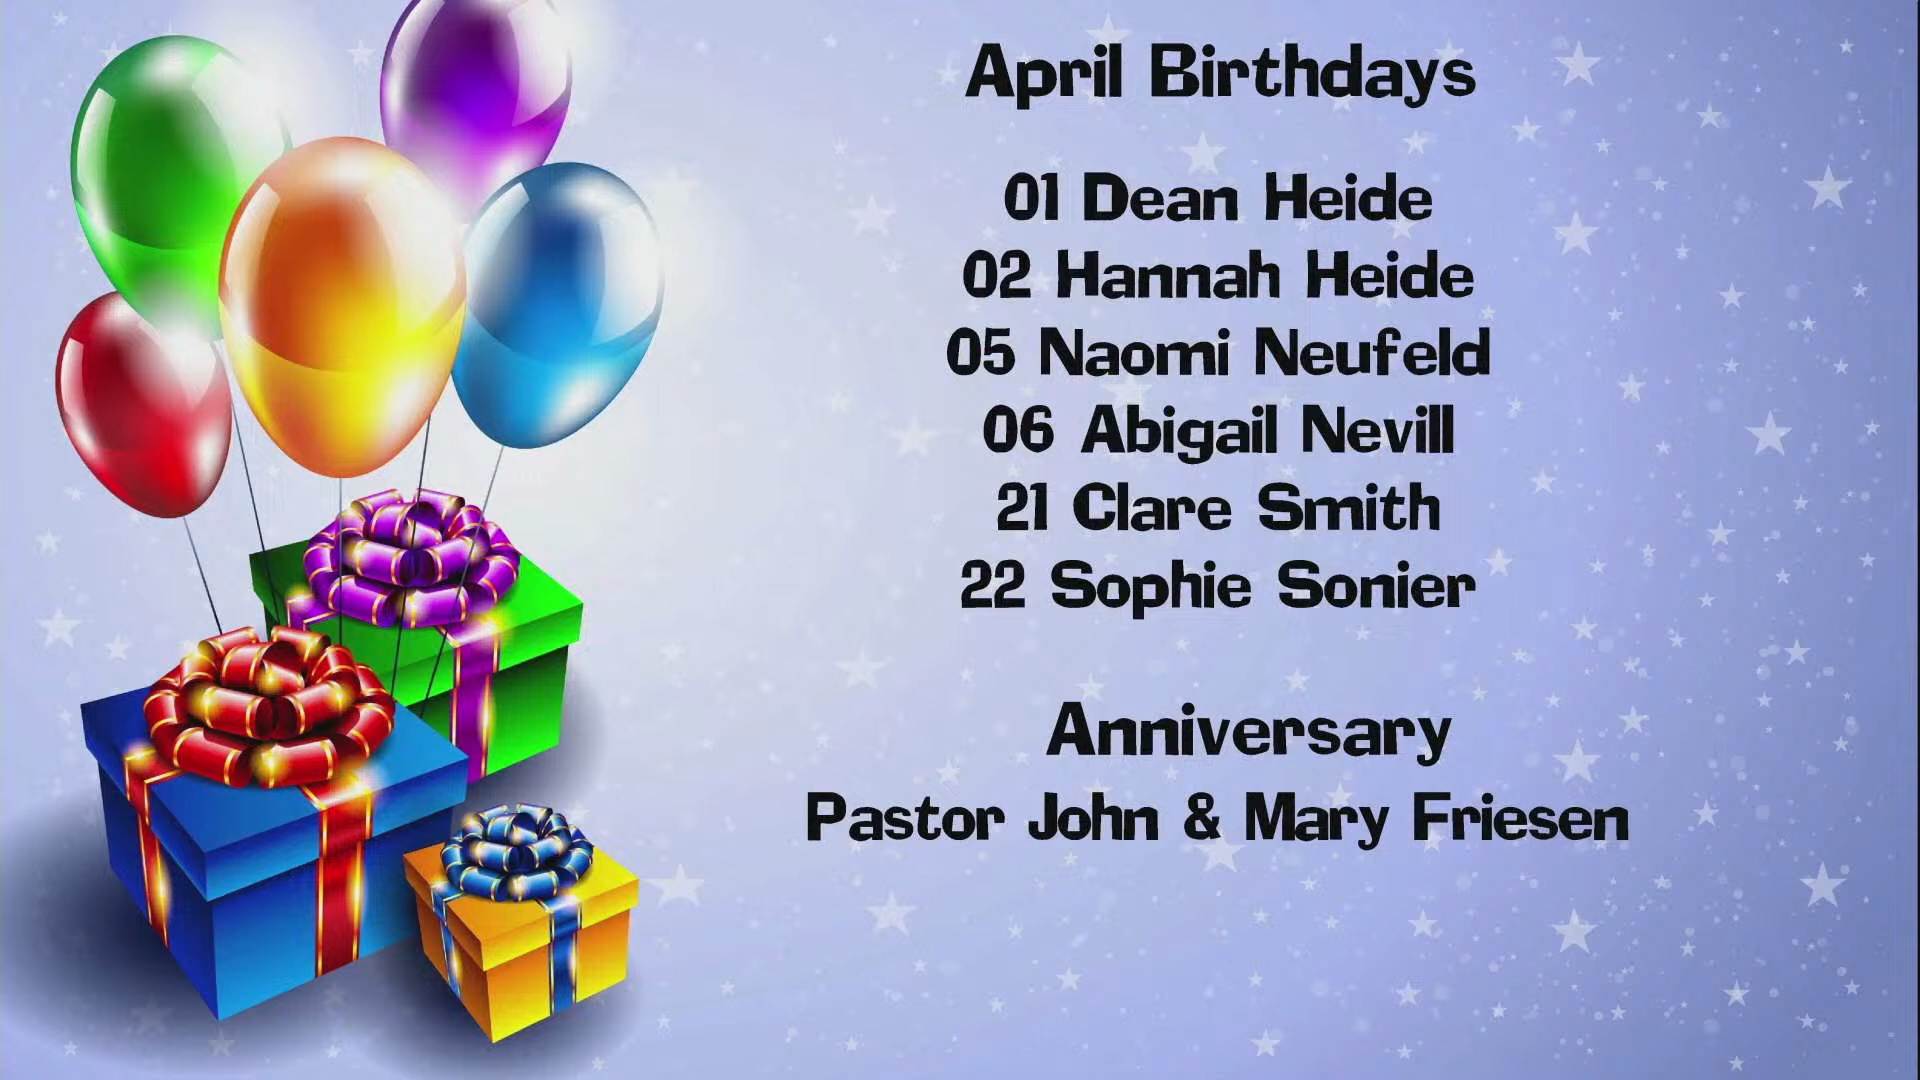 April Birthdays
01 Dean Heide
02 Hannah Heide
05 Naomi Neufeld
06 Abigail Nevill
21 Clare Smith
22 Sophie Sonier
Anniversary
Pastor John & Mary Friesen